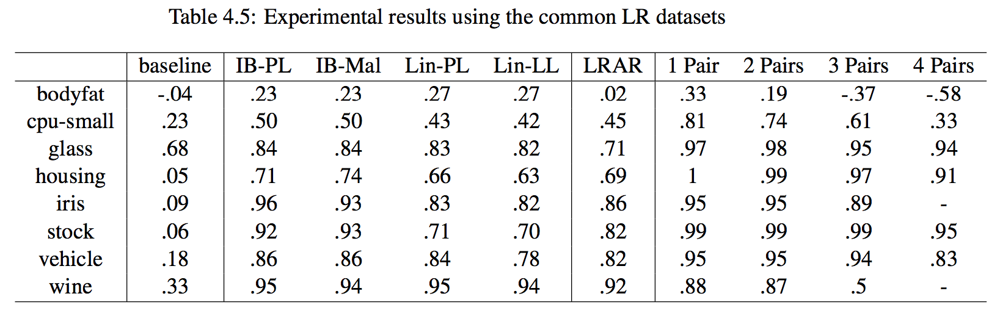 Table 4.5: Experimental results using the common LR datasets
baseline IB-PL IB-Mal Lin-PL Lin-LL LRAR 1 Pair 2 Pairs 3 Pairs 4 Pairs
bodyfat -.04 .23 .23 .27 .27 .02 .33 .19 -.37 -.58
cpu-small .23 .50 .50 .43 .42 .45 .81 .74 .61 .33
glass .68 .84 .84 .83 .82 .71 .97 .98 .95 .94
housing .05 .71 .74 .66 .63 .69 1 .99 .97 .91
iris .09 .96 .93 .83 .82 .86 .95 .95 .89 -
stock .06 .92 .93 .71 .70 .82 .99 .99 .99 .95
vehicle .18 .86 .86 .84 .78 .82 .95 .95 .94 .83
wine .33 .95 .94 .95 .94 .92 .88 .87 .5 -